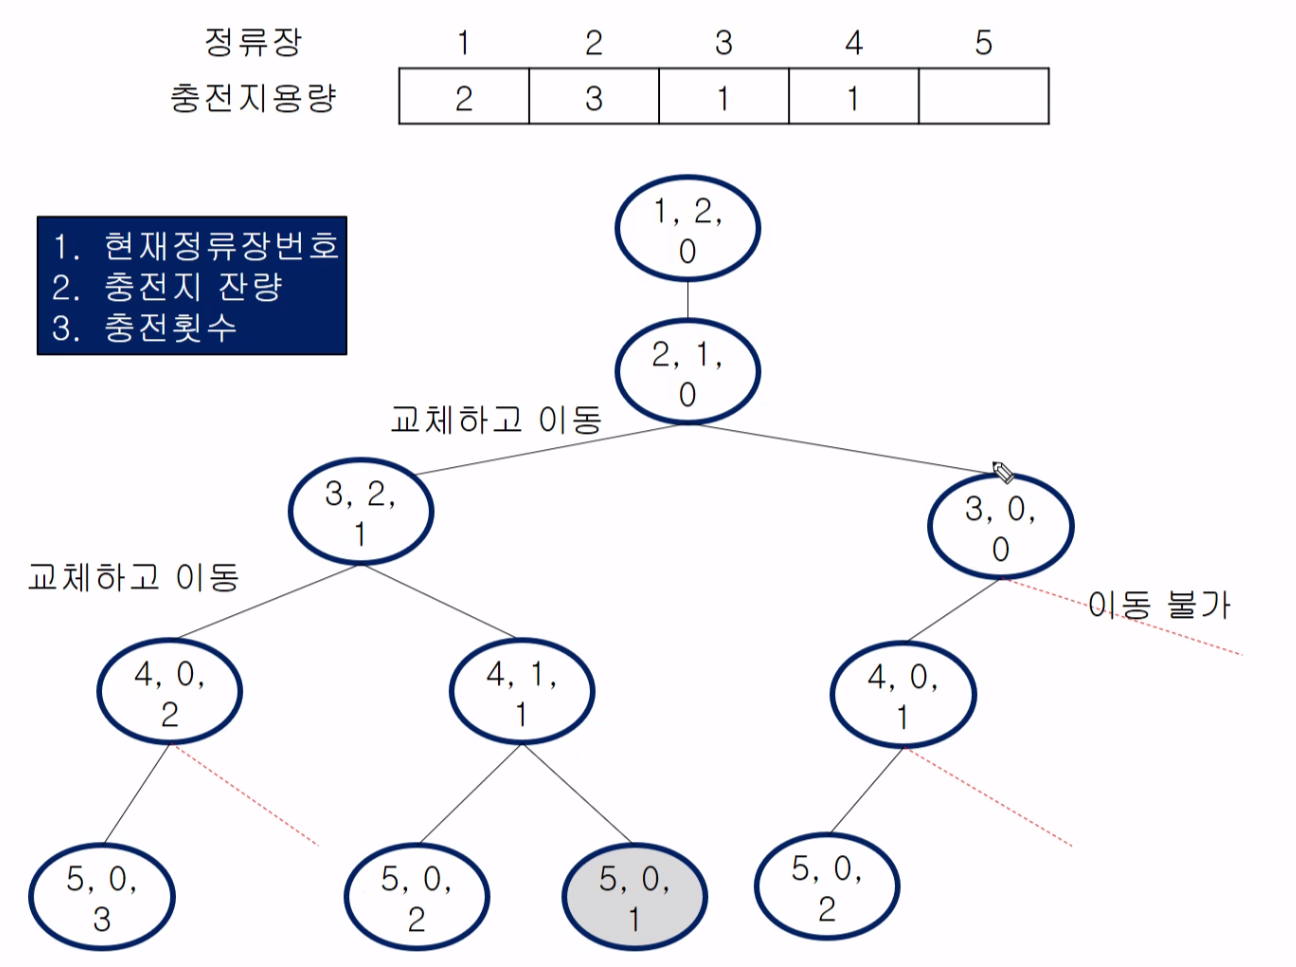 정류장 1 2 3 4 5
충전지용량 2 3 1 1
1, 2,
0
1. 현재정류장번호
2. 충전지 잔량
3. 충전횟수
2, 1,
0
교체하고 이동
3, 2,
1
3, 0,
0
교체하고 이동
이동 불가
4, 0,
2
4, 1,
1
4, 0,
1
5, 0,
3
5, 0,
2
5, 0,
1
5, 0,
2